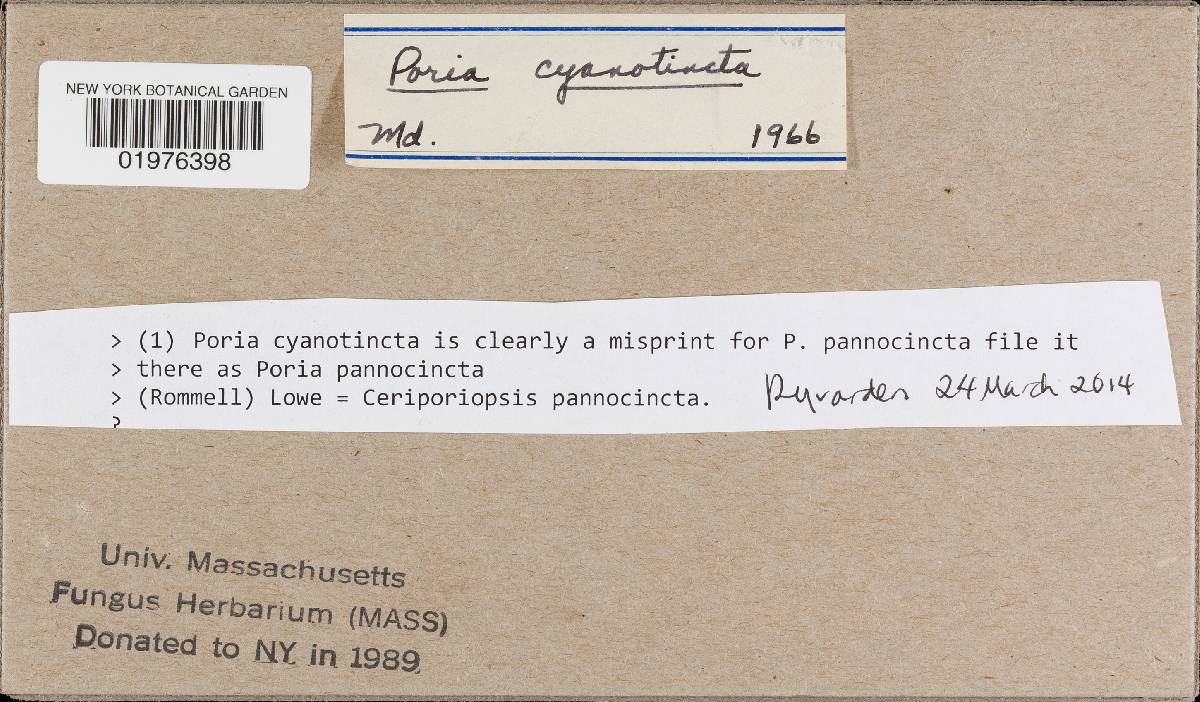 Poria cyanotincta
Md. 1966
NEW YORK BOTANICAL GARDEN
01976398
> (1) Poria cyanotincta is clearly a misprint for P. pannocincta file it
> there as Poria pannocincta
> (Rommell) Lowe = Ceriporiopsis pannocincta. Ryvarden 24 March 2014
>
Univ. Massachusetts
Fungus Herbarium (MASS)
Donated to NY in 1989